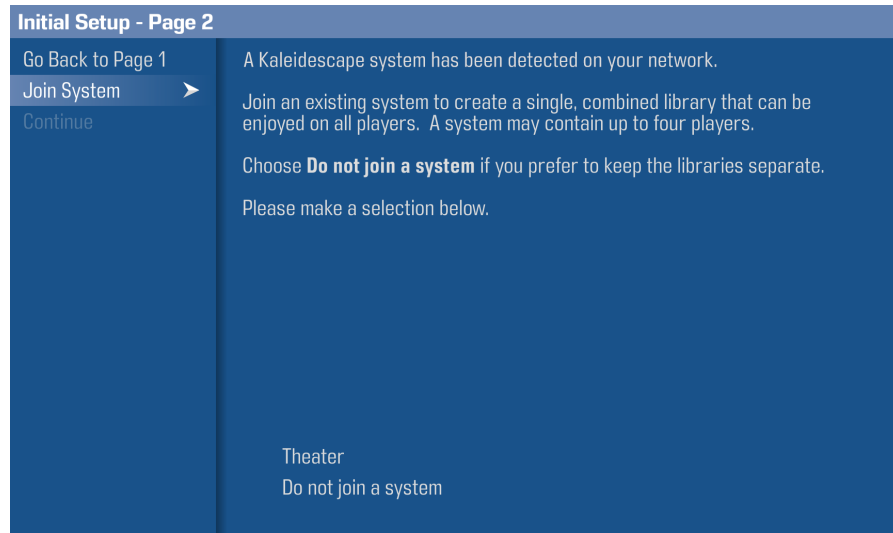 Initial Setup - Page 2
Go Back to Page 1
Join System
Continue
A Kaleidescape system has been detected on your network.
Join an existing system to create a single, combined library that can be
enjoyed on all players.  A system may contain up to four players.
Choose Do not join a system if you prefer to keep the libraries separate.
Please make a selection below.
Theater
Do not join a system